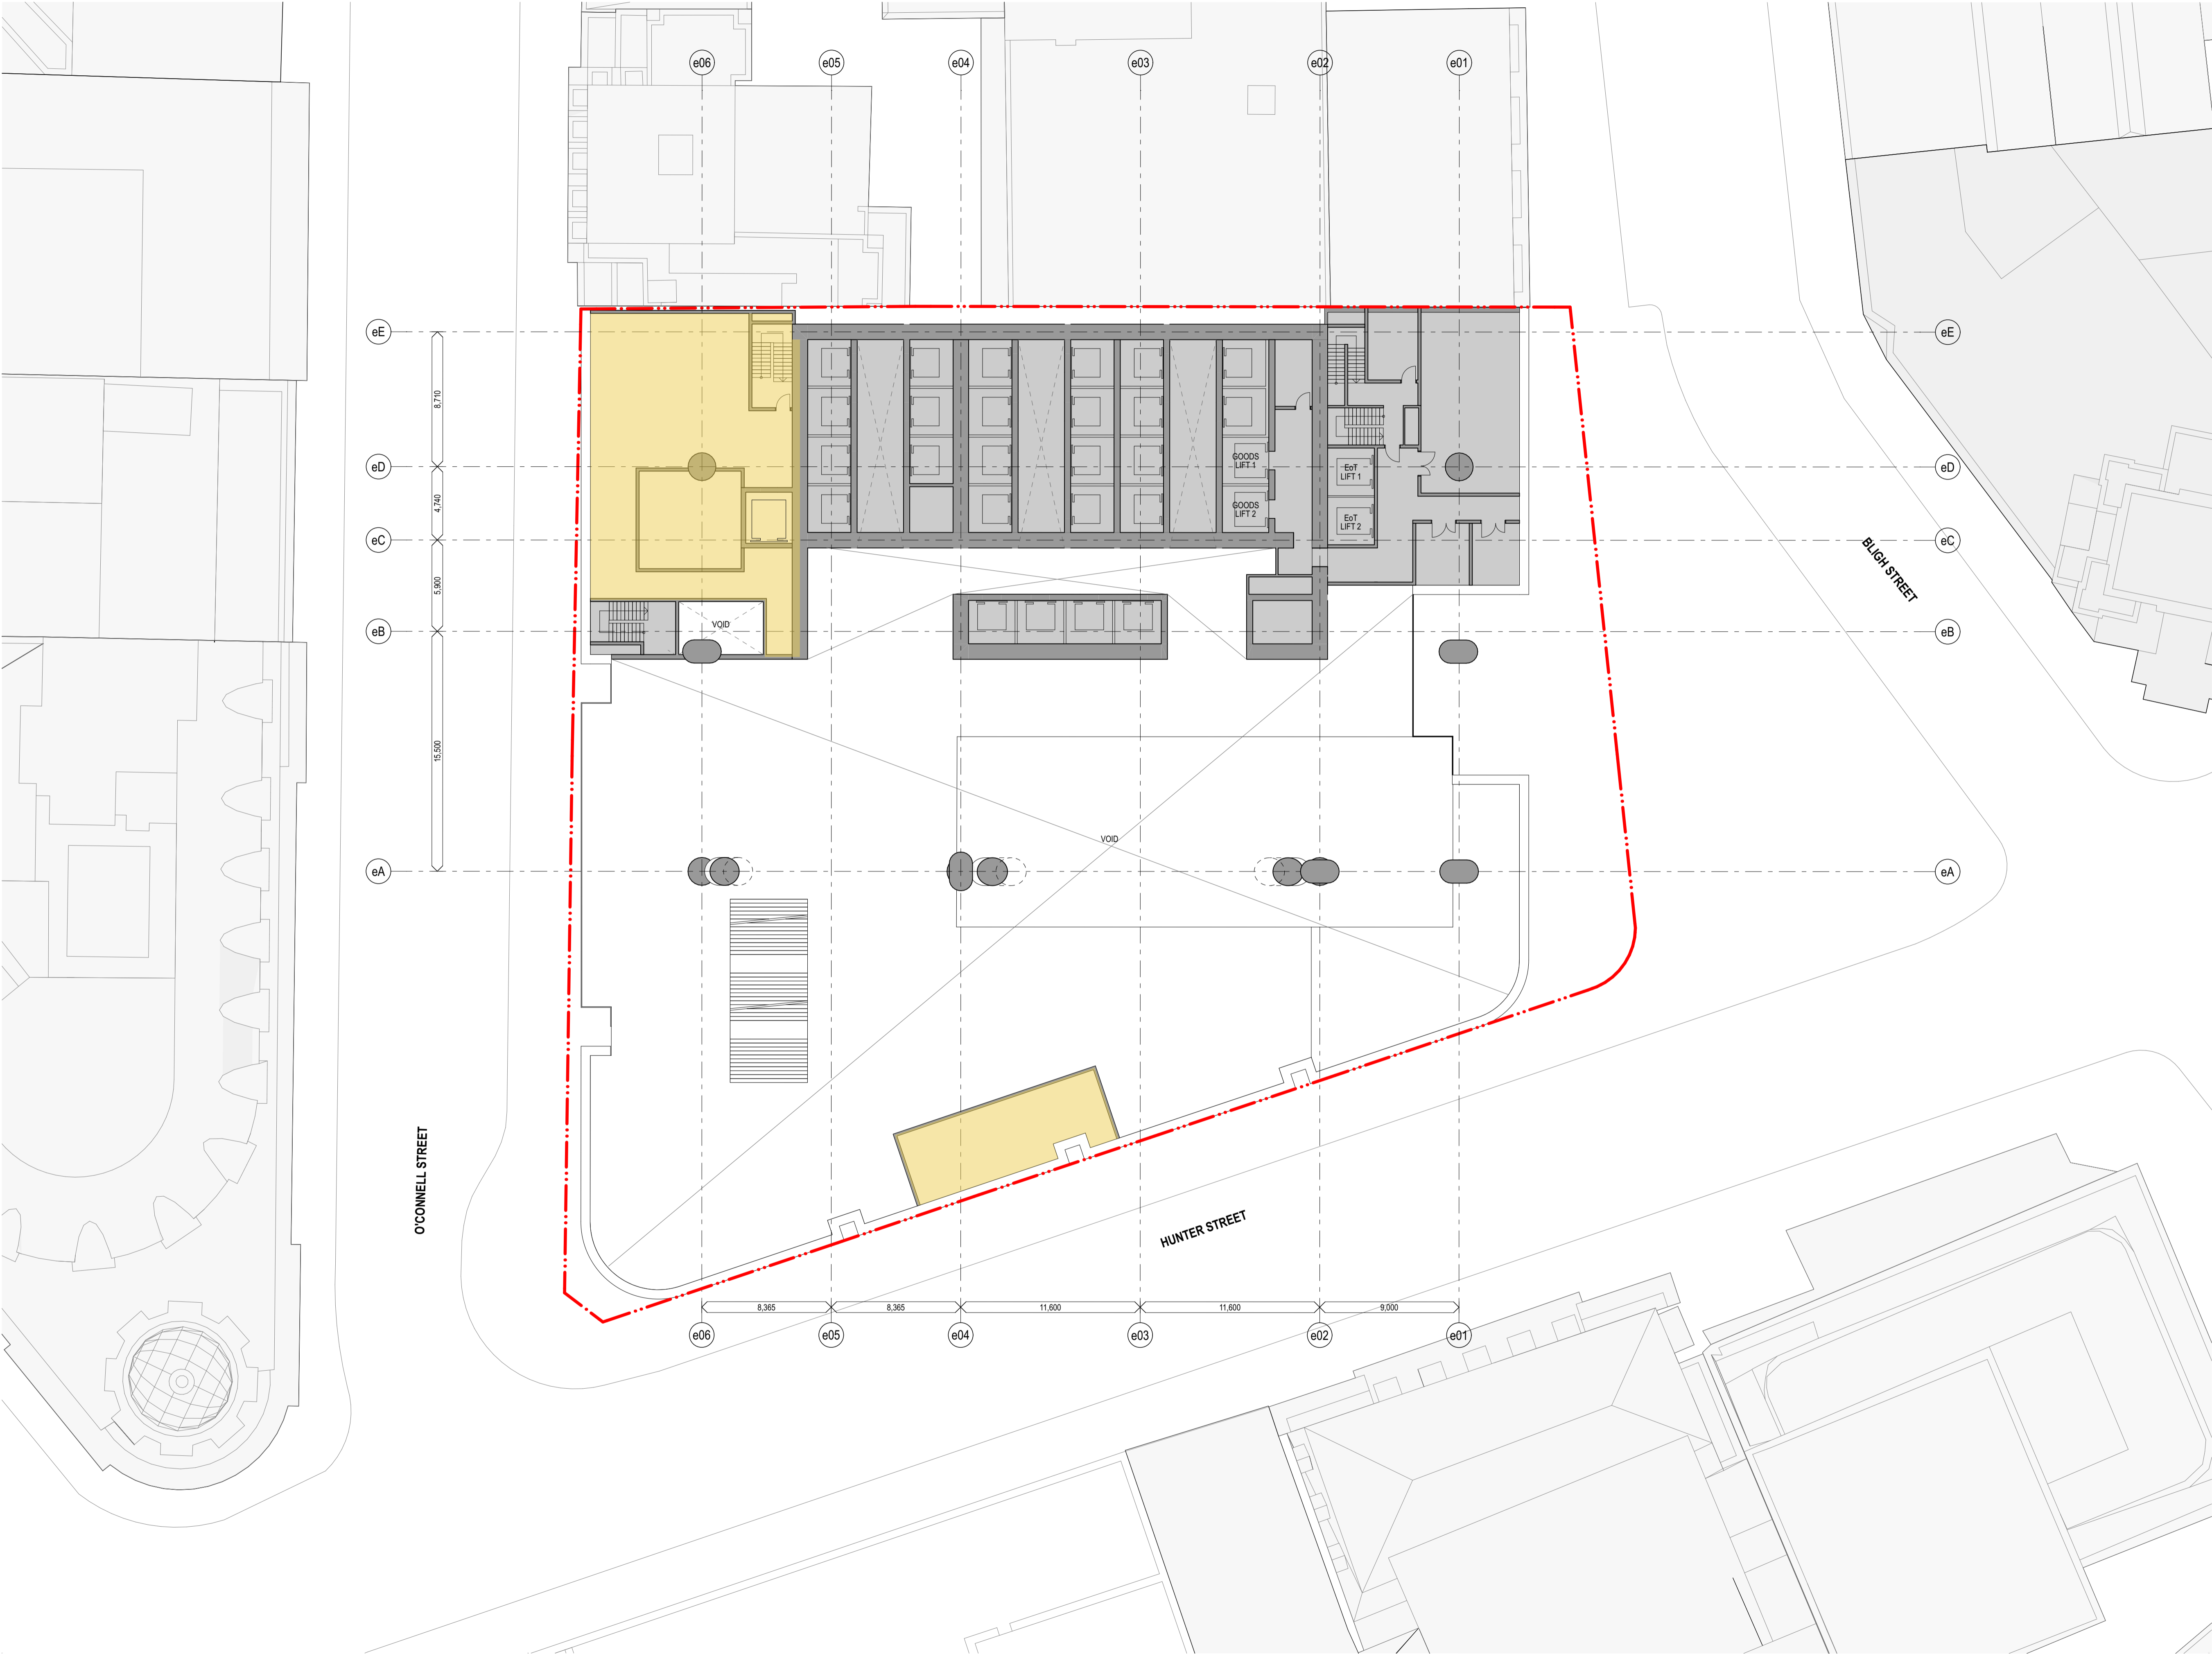 e06
e05
e04
e03
e02
e01
eE
eE
8,710
GOODS
LIFT 1
EoT
LIFT 1
eD
eD
4,740
GOODS
LIFT 2
EoT
LIFT 2
eC
eC
BLIGH STREET
5,900
VOID
eB
eB
15,500
VOID
eA
eA
O'CONNELL STREET
HUNTER STREET
8,365
8,365
11,600
11,600
9,000
e06
e05
e04
e03
e02
e01